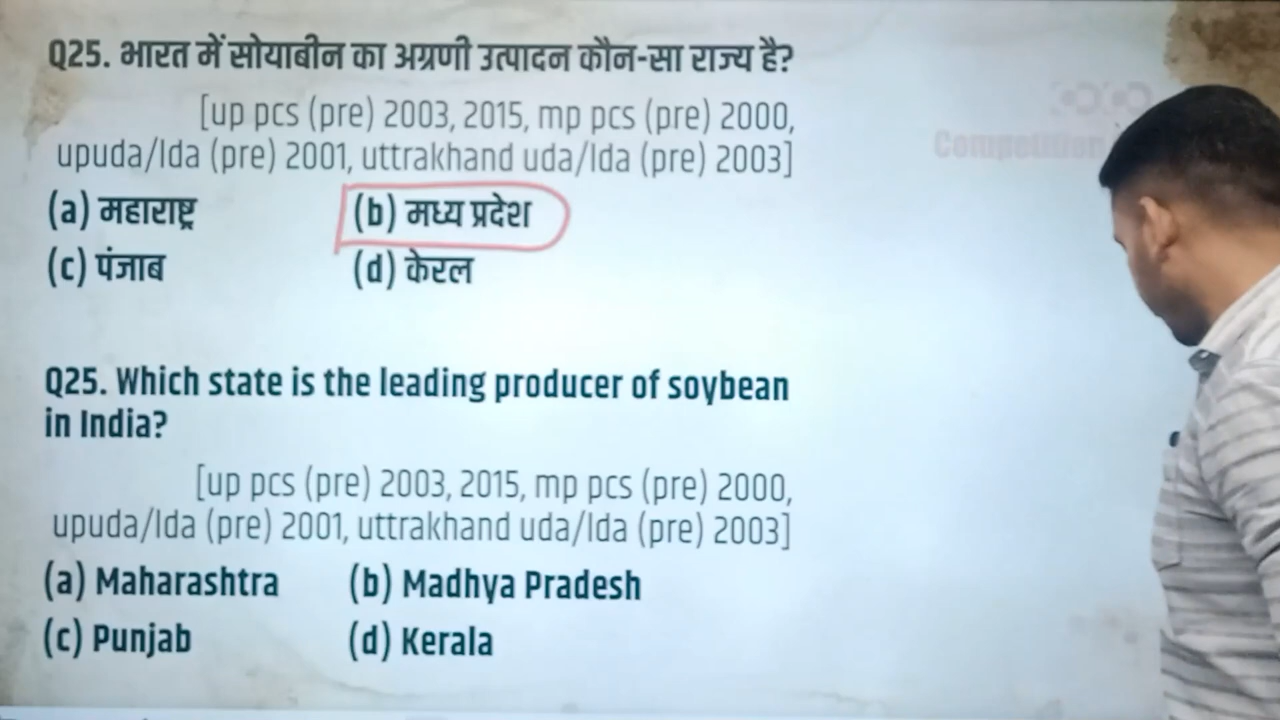 Q25. भारत में सोयाबीन का अग्रणी उत्पादन कौन-सा राज्य है?
[up pcs (pre) 2003, 2015, mp pcs (pre) 2000,
upuda/lda (pre) 2001, uttrakhand uda/lda (pre) 2003]
(a) महाराष्ट्र (b) मध्य प्रदेश
(c) पंजाब (d) केरल
Q25. Which state is the leading producer of soybean
in India?
[up pcs (pre) 2003, 2015, mp pcs (pre) 2000,
upuda/lda (pre) 2001, uttrakhand uda/lda (pre) 2003]
(a) Maharashtra (b) Madhya Pradesh
(c) Punjab (d) Kerala